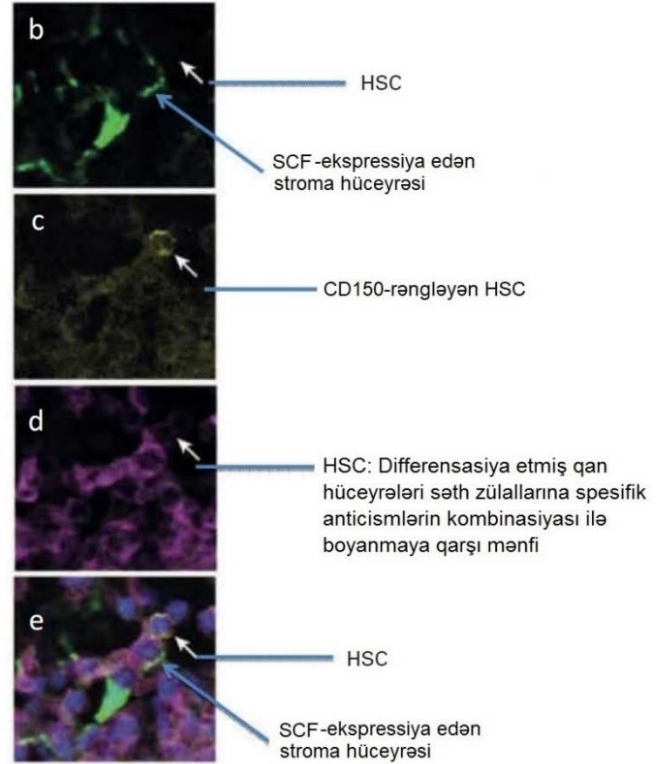 b
HSC
SCF-ekspressiya edən
stroma hüceyrəsi
c
CD150-rəngləyən HSC
d
HSC: Differensasiya etmiş qan
hüceyrələri səth zülallarına spesifik
anticismlərin kombinasiyası ilə
boyanmaya qarşı mənfi
e
HSC
SCF-ekspressiya edən
stroma hüceyrəsi